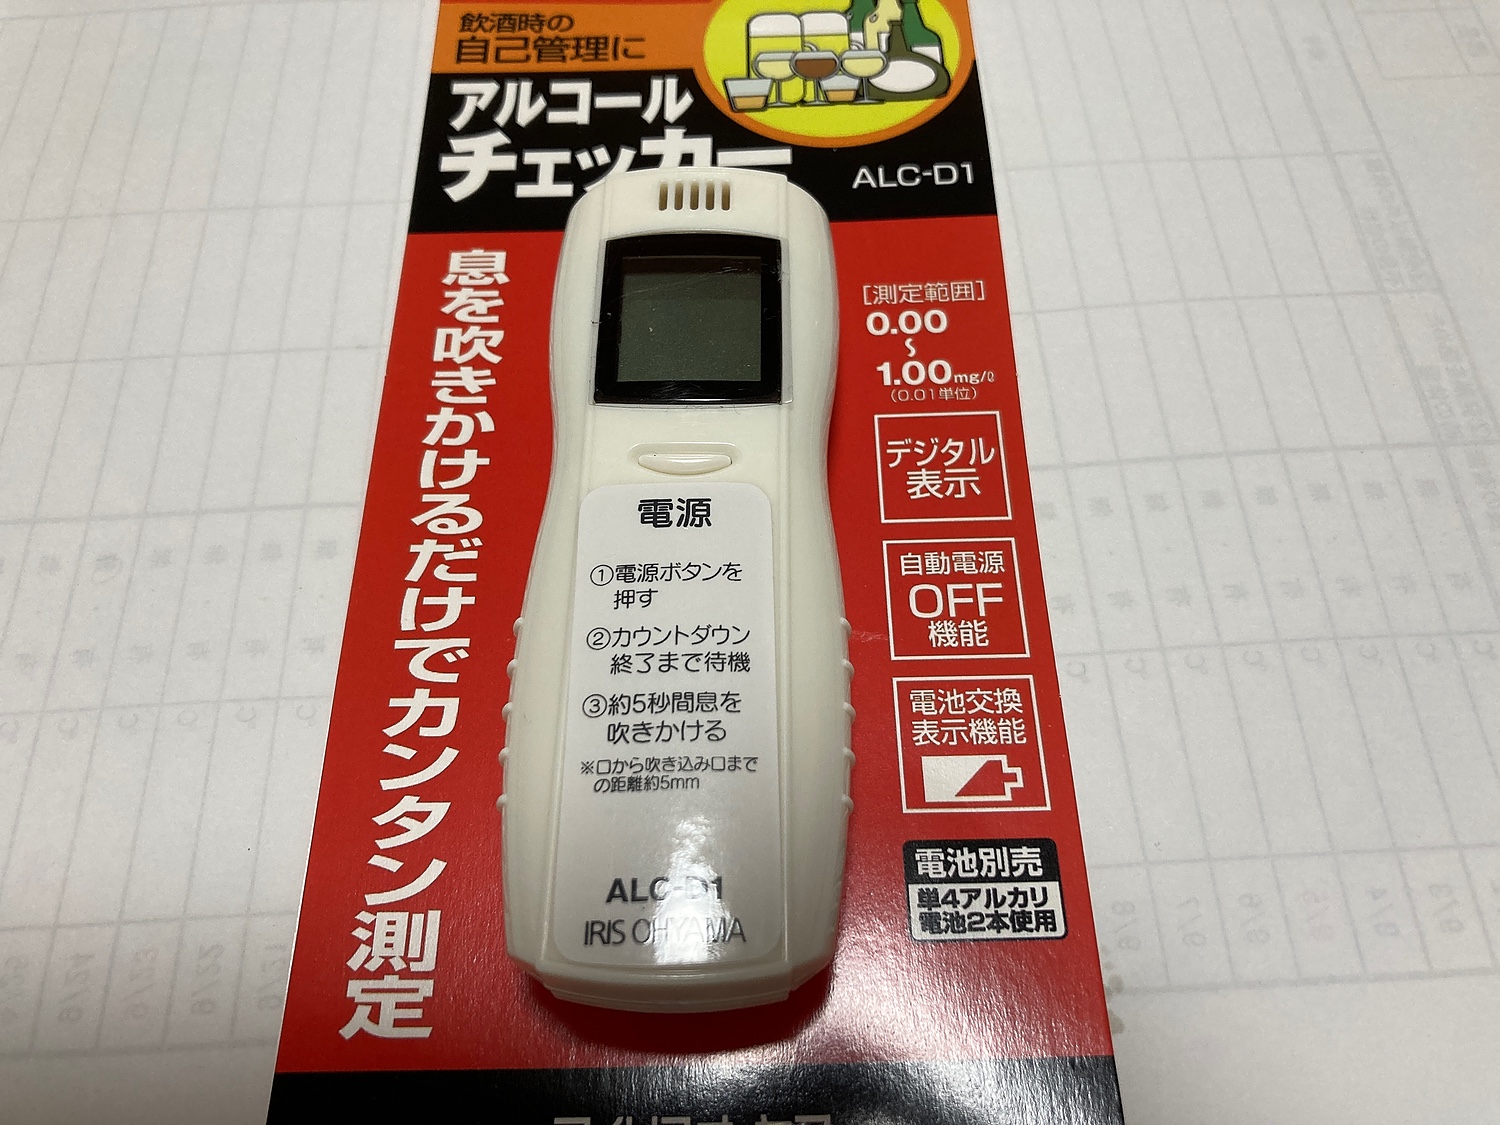 飲酒時の
自己管理に
アルコール
チェッカー
ALC-D1
息を吹きかけるだけでカンタン測定
[測定範囲]
0.00
〜
1.00mg/ℓ
(0.01単位)
デジタル
表示
自動電源
OFF
機能
電池交換
表示機能
電池別売
単4アルカリ
電池2本使用
電源
①電源ボタンを
押す
②カウントダウン
終了まで待機
③約5秒間息を
吹きかける
※口から吹き込み口まで
の距離約5mm
ALC-D1
IRIS OHYAMA